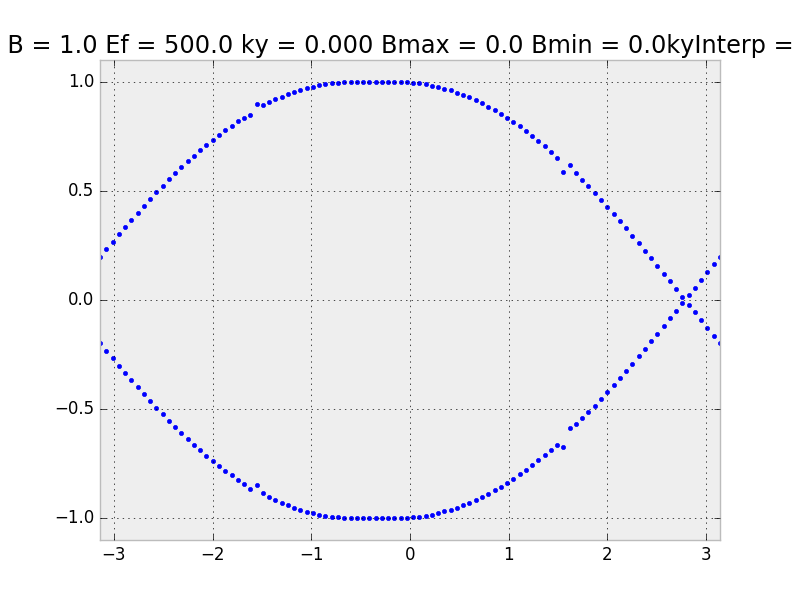 B = 1.0 Ef = 500.0 ky = 0.000 Bmax = 0.0 Bmin = 0.0kyInterp =
1.0
0.5
0.0
−0.5
−1.0
−3 −2 −1 0 1 2 3